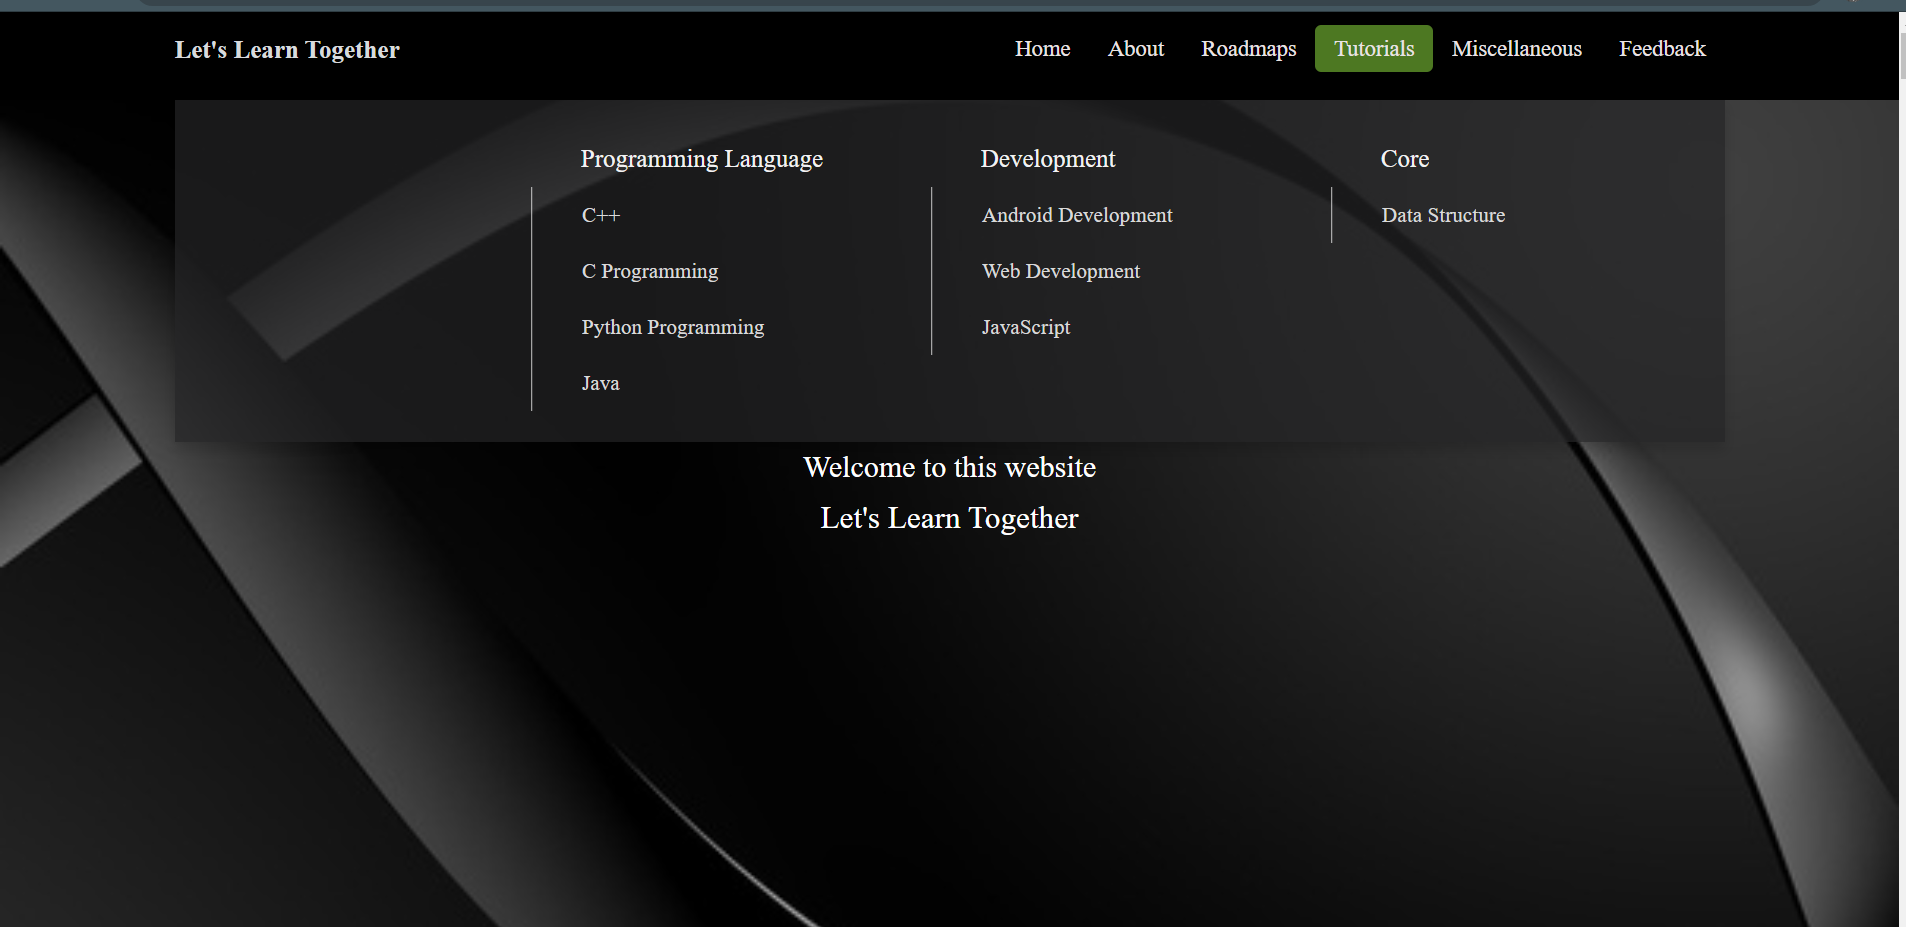 Let's Learn Together
Home About Roadmaps Tutorials Miscellaneous Feedback
Programming Language
C++
C Programming
Python Programming
Java
Development
Android Development
Web Development
JavaScript
Core
Data Structure
Welcome to this website
Let's Learn Together